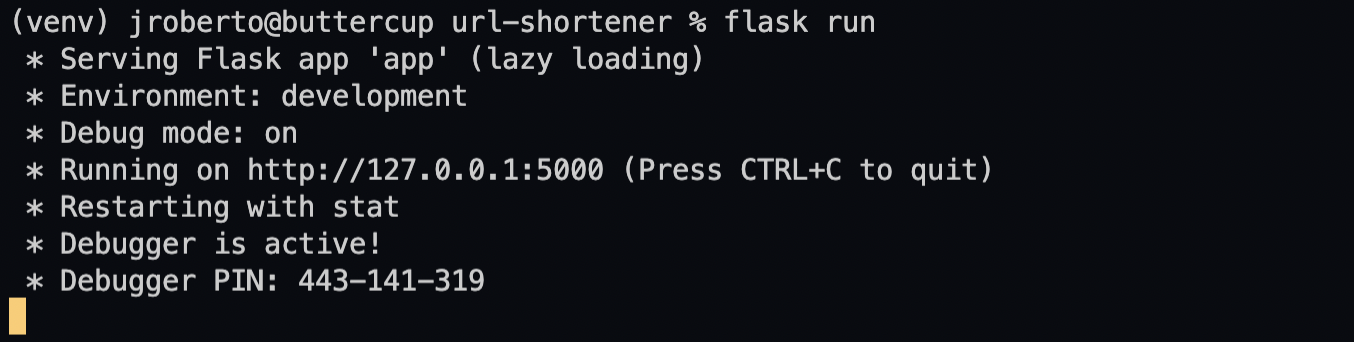 (venv) jroberto@buttercup url-shortener % flask run
* Serving Flask app 'app' (lazy loading)
* Environment: development
* Debug mode: on
* Running on http://127.0.0.1:5000 (Press CTRL+C to quit)
* Restarting with stat
* Debugger is active!
* Debugger PIN: 443-141-319